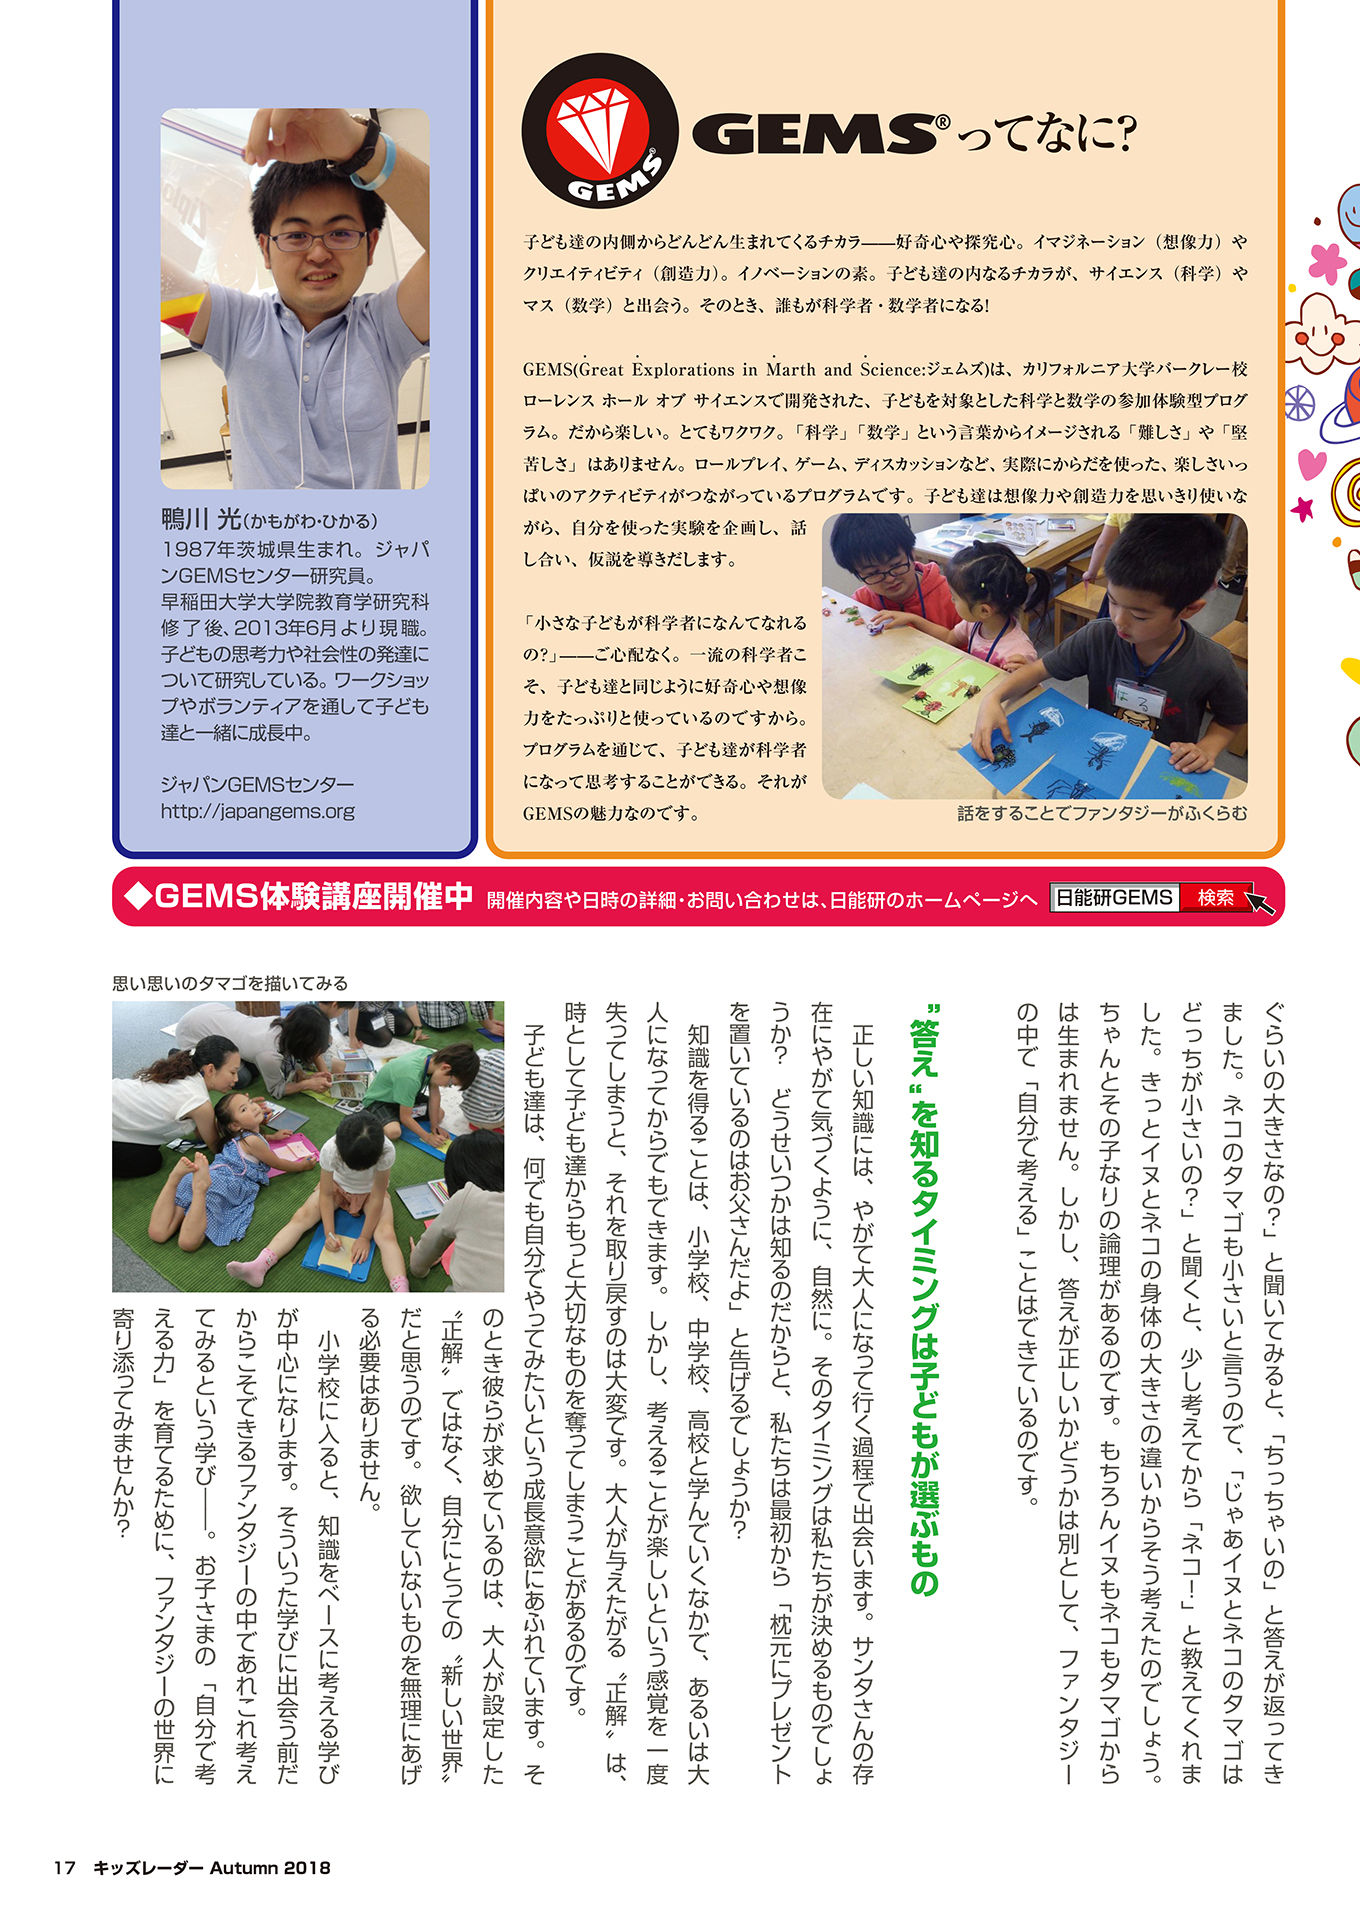 GEMS
GEMS®ってなに?
子ども達の内側からどんどん生まれてくるチカラ——好奇心や探究心。イマジネーション（想像力）や
クリエイティビティ（創造力）。イノベーションの素。子ども達の内なるチカラが、サイエンス（科学）や
マス（数学）と出会う。そのとき、誰もが科学者・数学者になる!
GEMS(Great Explorations in Marth and Science:ジェムズ)は、カリフォルニア大学バークレー校
ローレンス ホール オブ サイエンスで開発された、子どもを対象とした科学と数学の参加体験型プログ
ラム。だから楽しい。とてもワクワク。「科学」「数学」という言葉からイメージされる「難しさ」や「堅
苦しさ」はありません。ロールプレイ、ゲーム、ディスカッションなど、実際にからだを使った、楽しさいっ
ぱいのアクティビティがつながっているプログラムです。子ども達は想像力や創造力を思いきり使いな
がら、自分を使った実験を企画し、話
し合い、仮説を導きだします。
「小さな子どもが科学者になんてなれる
の?」——ご心配なく。一流の科学者こ
そ、子ども達と同じように好奇心や想像
力をたっぷりと使っているのですから。
プログラムを通じて、子ども達が科学者
になって思考することができる。それが
GEMSの魅力なのです。
はる
話をすることでファンタジーがふくらむ
Ziploc
鴨川 光(かもがわ・ひかる)
1987年茨城県生まれ。ジャパ
ンGEMSセンター研究員。
早稲田大学大学院教育学研究科
修了後、2013年6月より現職。
子どもの思考力や社会性の発達に
ついて研究している。ワークショッ
プやボランティアを通して子ども
達と一緒に成長中。
ジャパンGEMSセンター
http://japangems.org
◆GEMS体験講座開催中 開催内容や日時の詳細・お問い合わせは、日能研のホームページへ 日能研GEMS 検索
ぐらいの大きさなの？」と聞いてみると、「ちっちゃいの」と答えが返ってき
ました。ネコのタマゴも小さいと言うので、「じゃあイヌとネコのタマゴは
どっちが小さいの？」と聞くと、少し考えてから「ネコ！」と教えてくれま
した。きっとイヌとネコの身体の大きさの違いからそう考えたのでしょう。
ちゃんとその子なりの論理があるのです。もちろんイヌもネコもタマゴから
は生まれません。しかし、答えが正しいかどうかは別として、ファンタジー
の中で「自分で考える」ことはできているのです。
〝答え〟を知るタイミングは子どもが選ぶもの
正しい知識には、やがて大人になって行く過程で出会います。サンタさんの存
在にやがて気づくように、自然に。そのタイミングは私たちが決めるものでしょ
うか？　どうせいつかは知るのだからと、私たちは最初から「枕元にプレゼント
を置いているのはお父さんだよ」と告げるでしょうか？
知識を得ることは、小学校、中学校、高校と学んでいくなかで、あるいは大
人になってからでもできます。しかし、考えることが楽しいという感覚を一度
失ってしまうと、それを取り戻すのは大変です。大人が与えたがる〝正解〟は、
時として子ども達からもっと大切なものを奪ってしまうことがあるのです。
子ども達は、何でも自分でやってみたいという成長意欲にあふれています。そ
のとき彼らが求めているのは、大人が設定した
〝正解〟ではなく、自分にとっての〝新しい世界〟
だと思うのです。欲していないものを無理にあげ
る必要はありません。
小学校に入ると、知識をベースに考える学び
が中心になります。そういった学びに出会う前だ
からこそできるファンタジーの中であれこれ考え
てみるという学び——。お子さまの「自分で考
える力」を育てるために、ファンタジーの世界に
寄り添ってみませんか？
思い思いのタマゴを描いてみる
17 キッズレーダー Autumn 2018